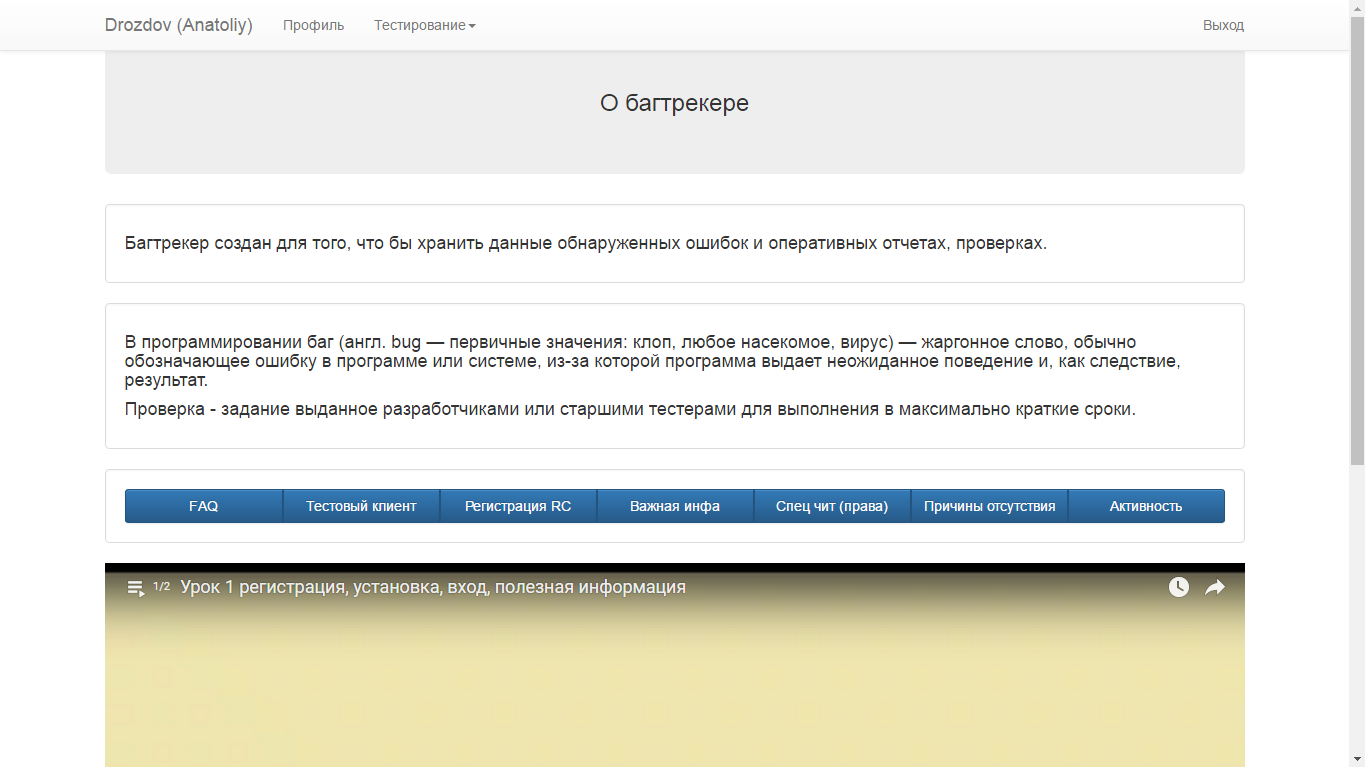 Drozdov (Anatoliy) Профиль Тестирование Выход
О багтрекере
Багтрекер создан для того, что бы хранить данные обнаруженных ошибок и оперативных отчетах, проверках.
В программировании баг (англ. bug — первичные значения: клоп, любое насекомое, вирус) — жаргонное слово, обычно
обозначающее ошибку в программе или системе, из-за которой программа выдает неожиданное поведение и, как следствие,
результат.
Проверка - задание выданное разработчиками или старшими тестерами для выполнения в максимально краткие сроки.
FAQ Тестовый клиент Регистрация RC Важная инфа Спец чит (права) Причины отсутствия Активность
1/2 Урок 1 регистрация, установка, вход, полезная информация